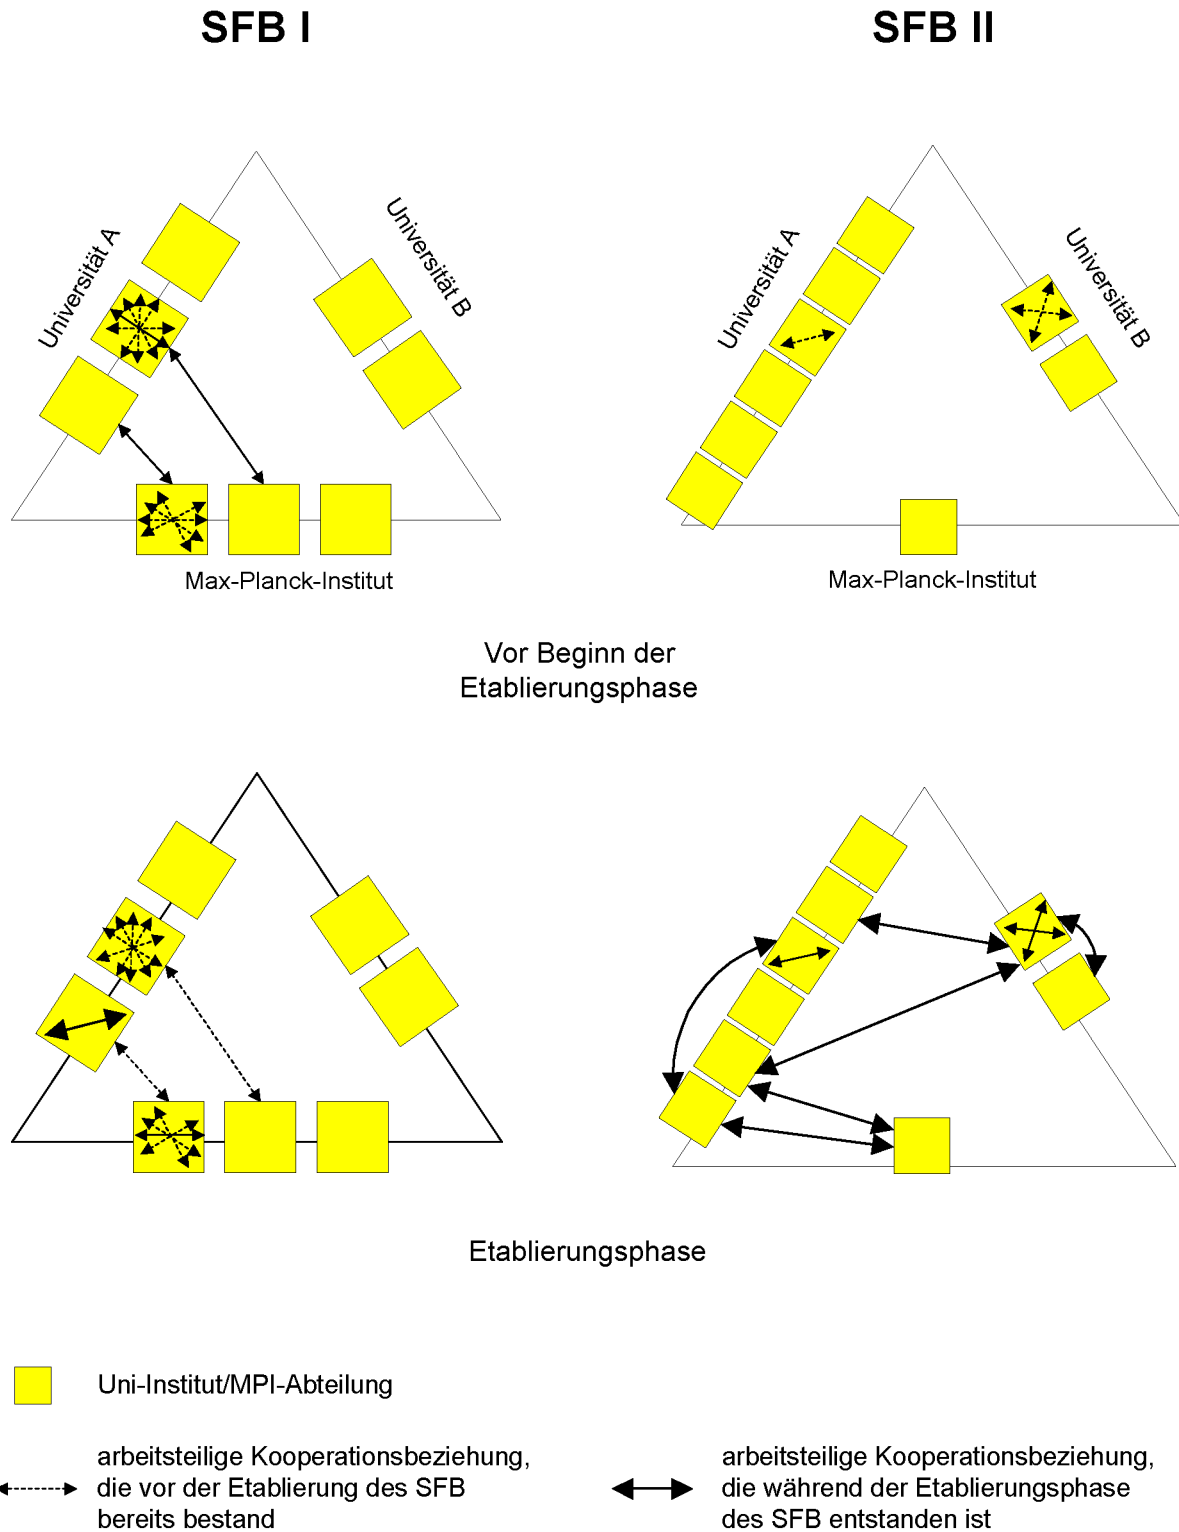 SFB I
SFB II
Universität A
Universität B
Universität A
Universität B
Max-Planck-Institut
Max-Planck-Institut
Vor Beginn der
Etablierungsphase
Etablierungsphase
Uni-Institut/MPI-Abteilung
arbeitsteilige Kooperationsbeziehung,
die vor der Etablierung des SFB
bereits bestand
arbeitsteilige Kooperationsbeziehung,
die während der Etablierungsphase
des SFB entstanden ist